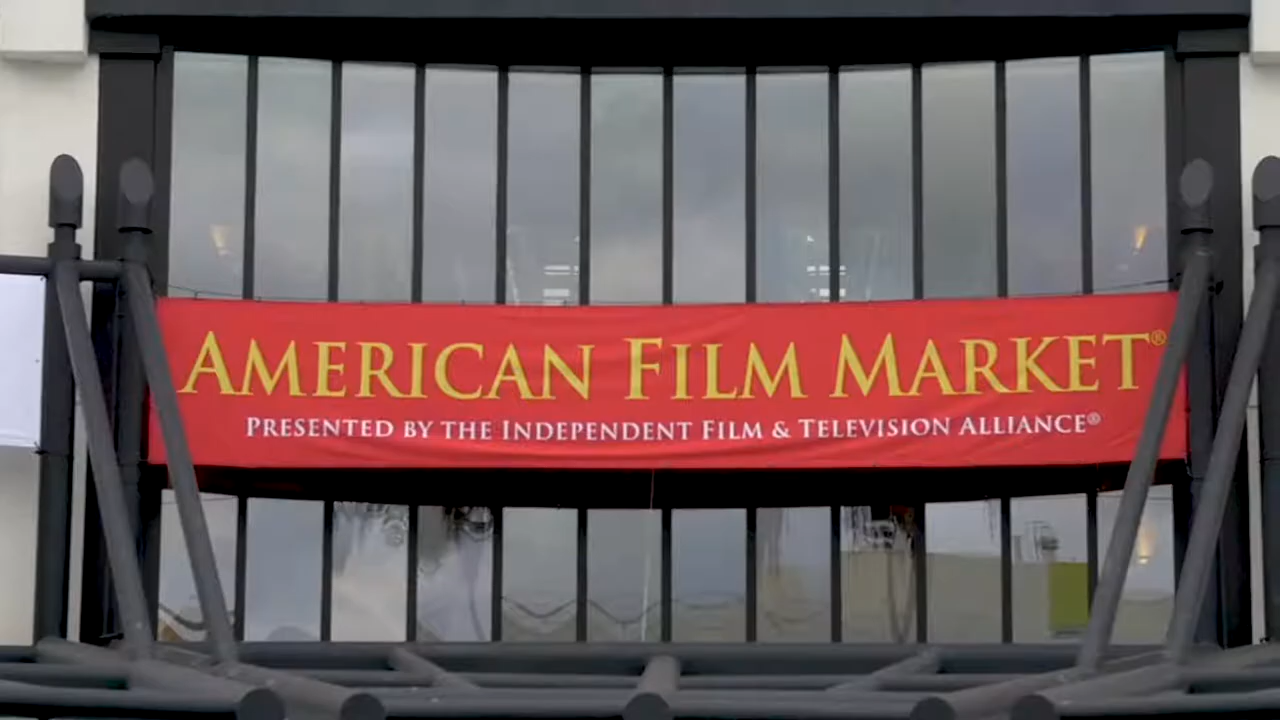 AMERICAN FILM MARKET®
PRESENTED BY THE INDEPENDENT FILM & TELEVISION ALLIANCE®